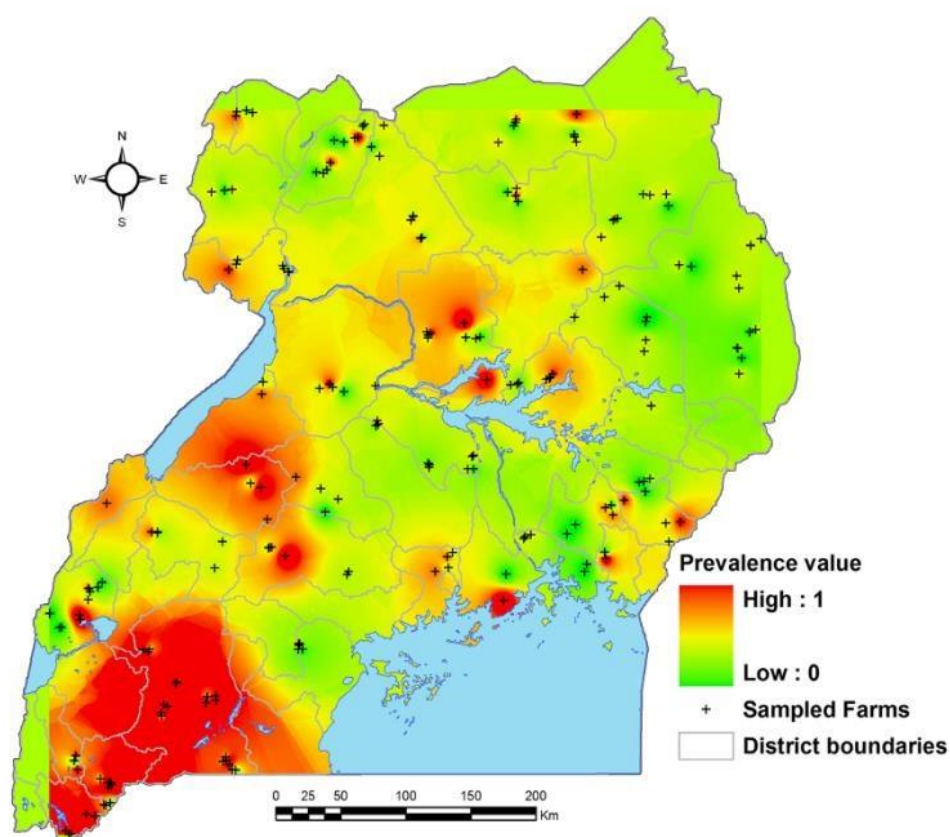 N
W E
S
Prevalence value
High : 1
Low : 0
Sampled Farms
District boundaries
0 25 50 100 150 200
Km